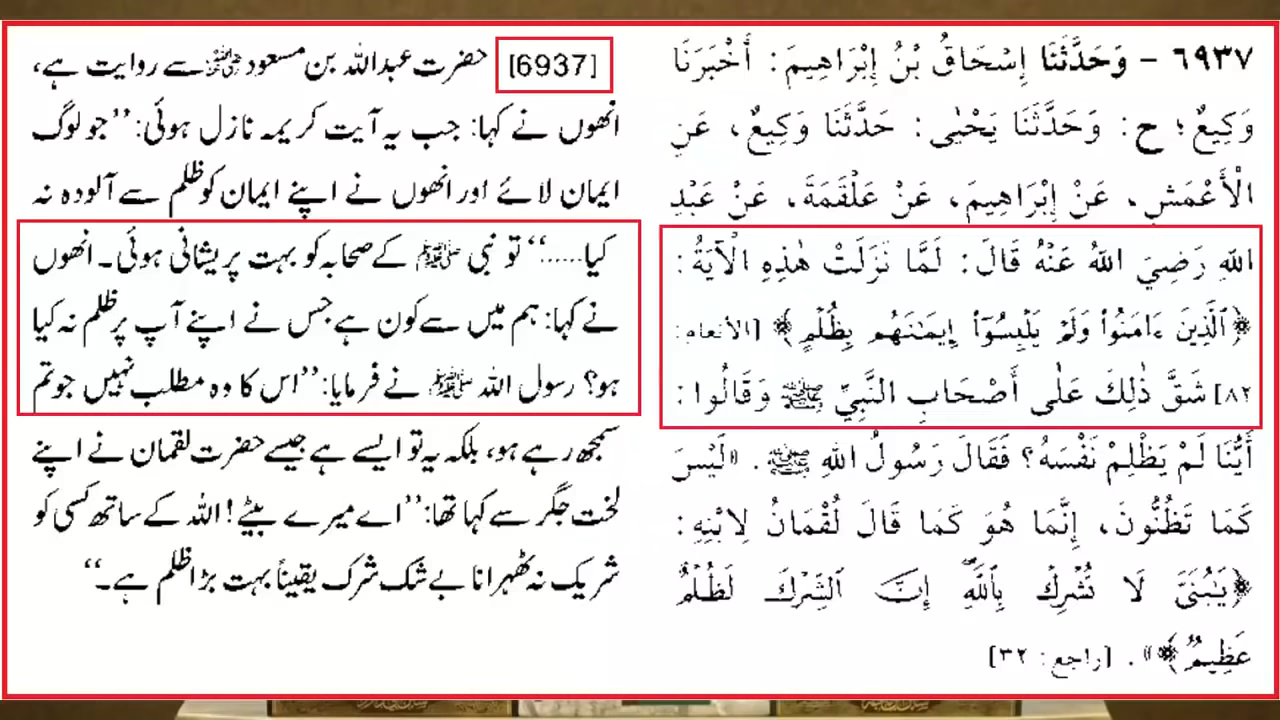 ٦٩٣٧ - وَحَدَّثَنَا إِسْحَاقُ بْنُ إِبْرَاهِيمَ: أَخْبَرَنَا
وَكِيعٌ؛ ح: وَحَدَّثَنَا يَحْيٰى: حَدَّثَنَا وَكِيعٌ، عَنِ
الْأَعْمَشِ، عَنْ إِبْرَاهِيمَ، عَنْ عَلْقَمَةَ، عَنْ عَبْدِ
اللهِ رَضِيَ اللهُ عَنْهُ قَالَ: لَمَّا نَزَلَتْ هٰذِهِ الْآيَةُ:
﴿ٱلَّذِينَ ءَامَنُوا۟ وَلَمْ يَلْبِسُوٓا۟ إِيمَـٰنَهُم بِظُلْمٍ﴾ [الأنعام:
٨٢] شَقَّ ذٰلِكَ عَلٰى أَصْحَابِ النَّبِيِّ ﷺ وَقَالُوا:
أَيُّنَا لَمْ يَظْلِمْ نَفْسَهُ؟ فَقَالَ رَسُولُ اللهِ ﷺ. «لَيْسَ
كَمَا تَظُنُّونَ، إِنَّمَا هُوَ كَمَا قَالَ لُقْمَانُ لِابْنِهِ:
﴿يَـٰبُنَىَّ لَا تُشْرِكْ بِٱللَّهِ إِنَّ ٱلشِّرْكَ لَظُلْمٌ
عَظِيمٌ﴾». [راجع: ٣٢]
[6937] حضرت عبداللہ بن مسعود رضی اللہ عنہ سے روایت ہے،
انھوں نے کہا: جب یہ آیت کریمہ نازل ہوئی: ’’جو لوگ
ایمان لائے اور انھوں نے اپنے ایمان کو ظلم سے آلودہ نہ
کیا.....‘‘ تو نبی ﷺ کے صحابہ کو بہت پریشانی ہوئی۔ انھوں
نے کہا: ہم میں سے کون ہے جس نے اپنے آپ پر ظلم نہ کیا
ہو؟ رسول اللہ ﷺ نے فرمایا: ’’اس کا وہ مطلب نہیں جو تم
سمجھ رہے ہو، بلکہ یہ تو ایسے ہے جیسے حضرت لقمان نے اپنے
لخت جگر سے کہا تھا: ’’اے میرے بیٹے! اللہ کے ساتھ کسی کو
شریک نہ ٹھہرانا بے شک شرک یقیناً بہت بڑا ظلم ہے۔‘‘